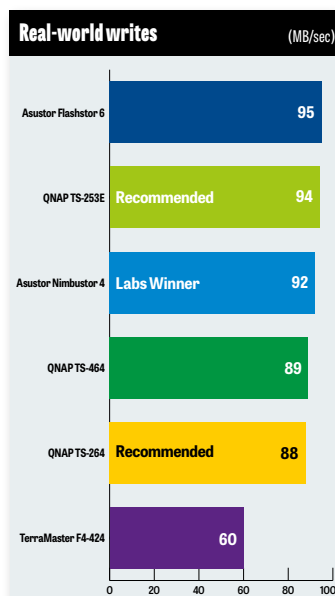 Real-world writes (MB/sec)
Asustor Flashstor 6 95
QNAP TS-253E Recommended 94
Asustor Nimbustor 4 Labs Winner 92
QNAP TS-464 89
QNAP TS-264 Recommended 88
TerraMaster F4-424 60
0 20 40 60 80 100